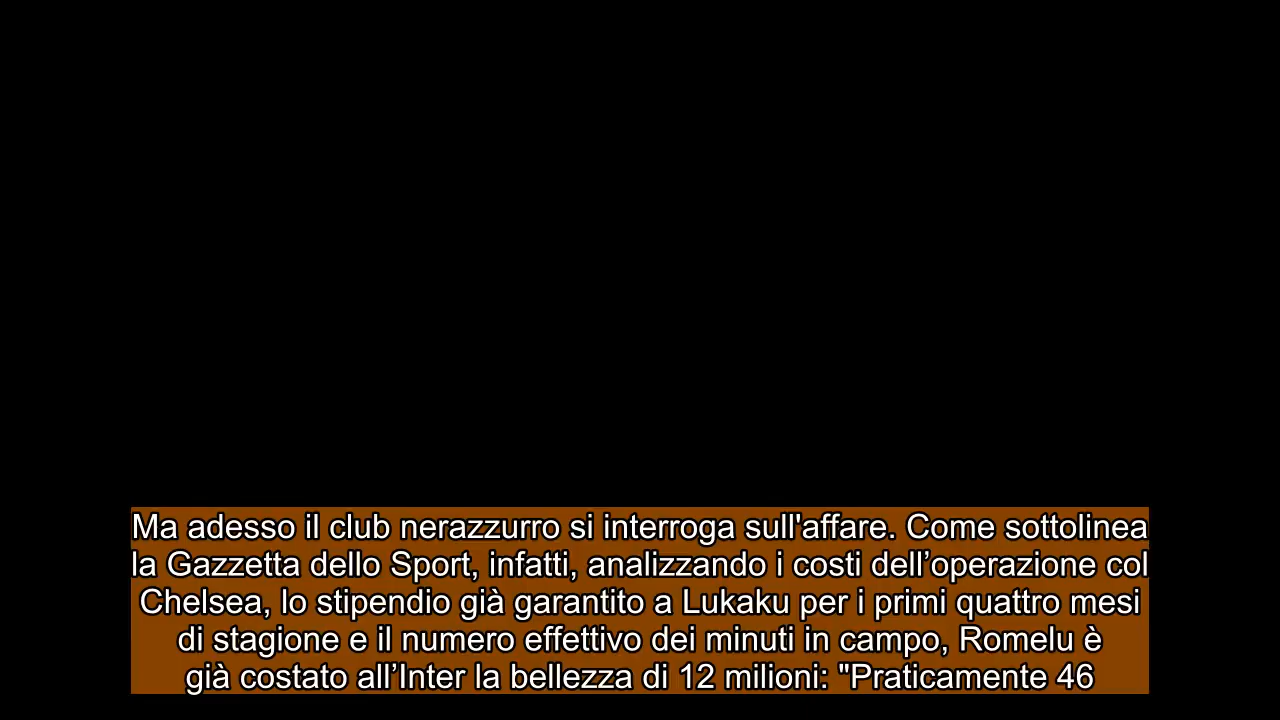 Ma adesso il club nerazzurro si interroga sull'affare. Come sottolinea
la Gazzetta dello Sport, infatti, analizzando i costi dell’operazione col
Chelsea, lo stipendio già garantito a Lukaku per i primi quattro mesi
di stagione e il numero effettivo dei minuti in campo, Romelu è
già costato all’Inter la bellezza di 12 milioni: "Praticamente 46